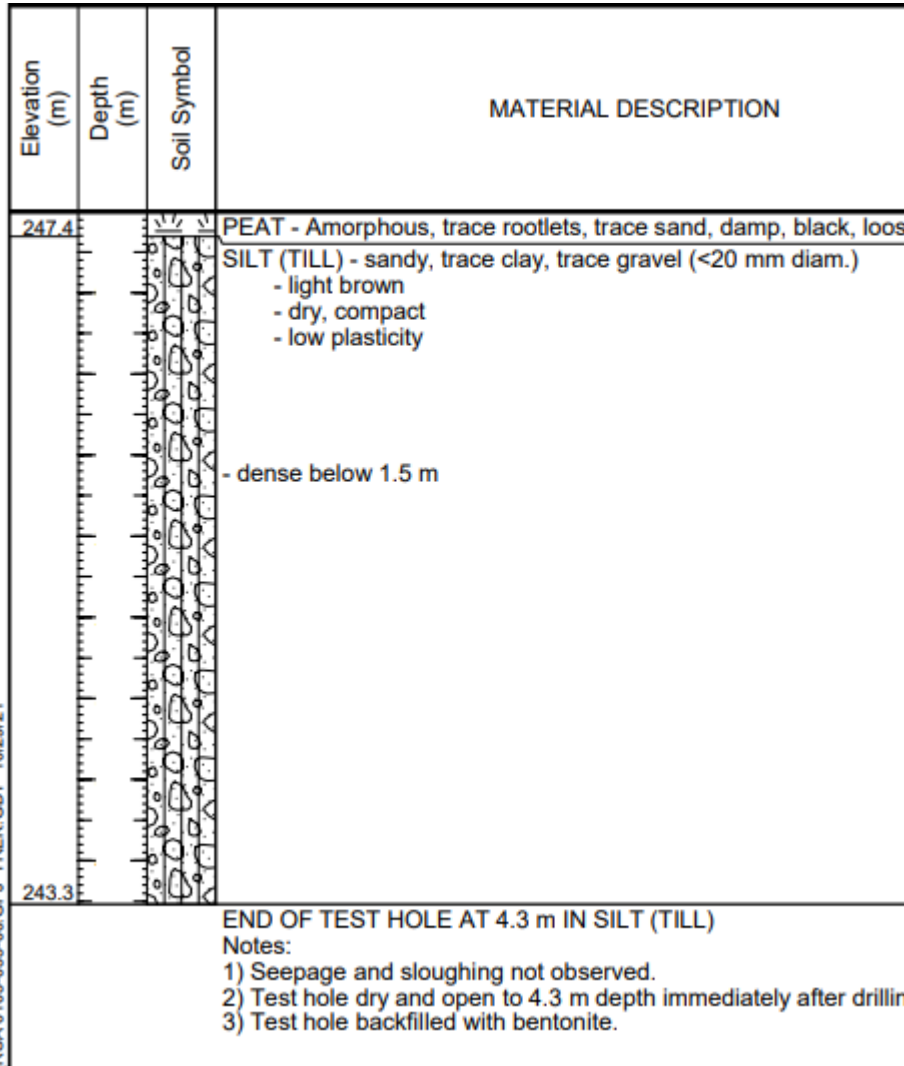 Elevation
(m)
Depth
(m)
Soil Symbol
MATERIAL DESCRIPTION
247.4
PEAT - Amorphous, trace rootlets, trace sand, damp, black, loos
SILT (TILL) - sandy, trace clay, trace gravel (<20 mm diam.)
- light brown
- dry, compact
- low plasticity
- dense below 1.5 m
243.3
END OF TEST HOLE AT 4.3 m IN SILT (TILL)
Notes:
1) Seepage and sloughing not observed.
2) Test hole dry and open to 4.3 m depth immediately after drillin
3) Test hole backfilled with bentonite.